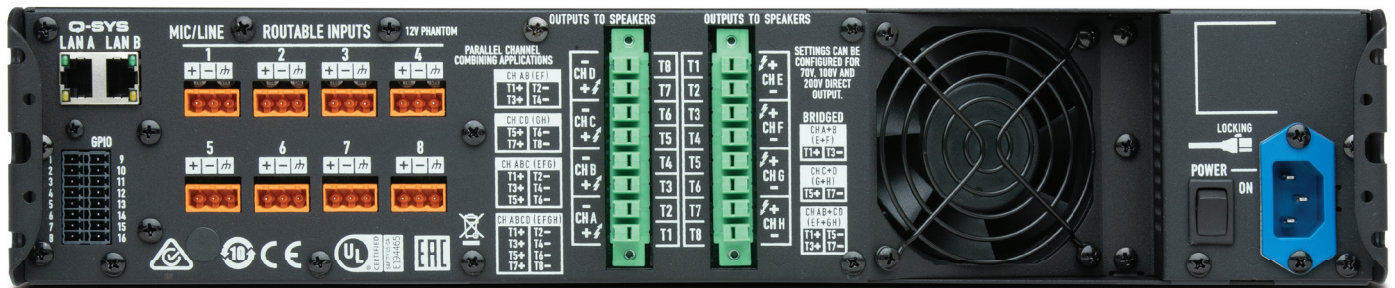 Q-SYS
LAN A LAN B
MIC/LINE ROUTABLE INPUTS 12V PHANTOM
1 2 3 4
+ − + − + − + −
5 6 7 8
+ − + − + − + −
GPIO
1 9
2 10
3 11
4 12
5 13
6 14
7 15
8 16
10
CE
UL
CERTIFIED
E194465
EAC
PARALLEL CHANNEL
COMBINING APPLICATIONS
CH AB (EF)
T1+ T2−
T3+ T4−
CH CD (GH)
T5+ T6−
T7+ T8−
CH ABC (EFG)
T1+ T2−
T3+ T4−
T5+ T6−
CH ABCD (EFGH)
T1+ T2−
T3+ T4−
T5+ T6−
T7+ T8−
OUTPUTS TO SPEAKERS
−
CH D
+
−
CH C
+
−
CH B
+
−
CH A
+
T8
T7
T6
T5
T4
T3
T2
T1
OUTPUTS TO SPEAKERS
T1
T2
T3
T4
T5
T6
T7
T8
+
CH E
−
+
CH F
−
+
CH G
−
+
CH H
−
SETTINGS CAN BE
CONFIGURED FOR
70V, 100V AND
200V DIRECT
OUTPUT.
BRIDGED
CH A+B
(E+F)
T1+ T3−
CH C+D
(G+H)
T5+ T7−
CH AB+CD
(EF+GH)
T1+ T5−
T3+ T7−
LOCKING
POWER
ON